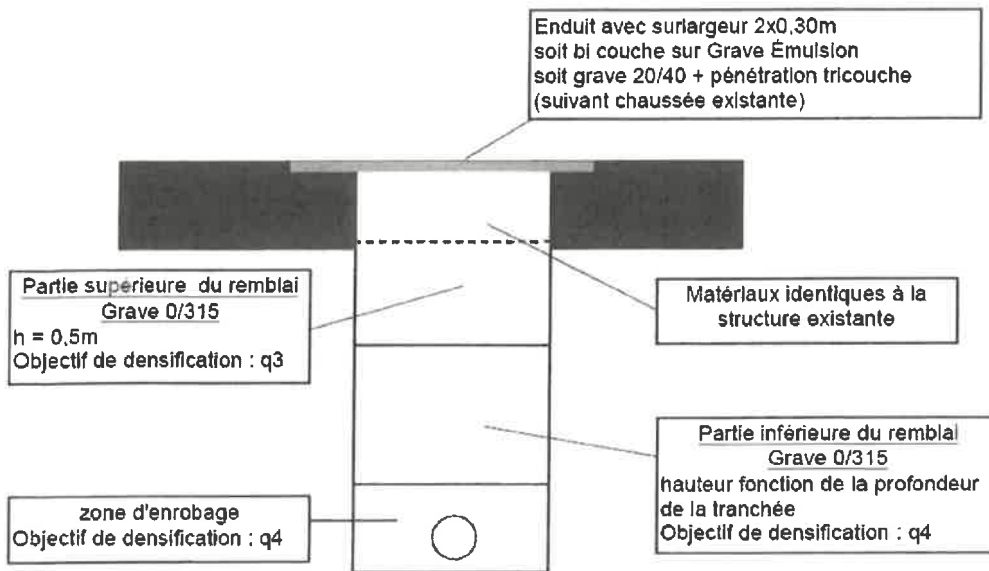 Enduit avec surlargeur 2x0,30m
soit bi couche sur Grave Émulsion
soit grave 20/40 + pénétration tricouche
(suivant chaussée existante)
Partie supérieure du remblai
Grave 0/315
h = 0,5m
Objectif de densification : q3
Matériaux identiques à la
structure existante
Partie inférieure du remblai
Grave 0/315
hauteur fonction de la profondeur
de la tranchée
Objectif de densification : q4
zone d'enrobage
Objectif de densification : q4